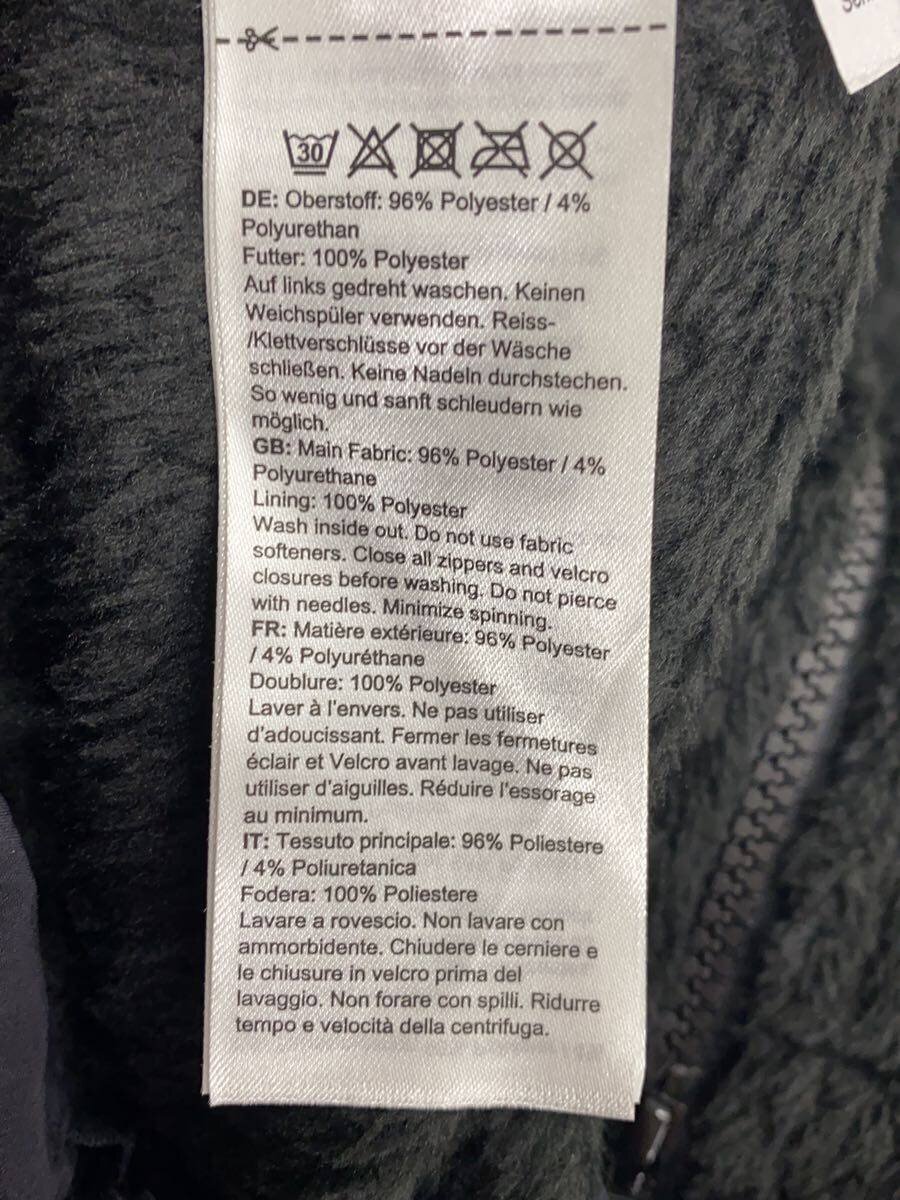 30
DE: Oberstoff: 96% Polyester / 4%
Polyurethan
Futter: 100% Polyester
Auf links gedreht waschen. Keinen
Weichspüler verwenden. Reiss-
/Klettverschlüsse vor der Wäsche
schließen. Keine Nadeln durchstechen.
So wenig und sanft schleudern wie
möglich.
GB: Main Fabric: 96% Polyester / 4%
Polyurethane
Lining: 100% Polyester
Wash inside out. Do not use fabric
softeners. Close all zippers and velcro
closures before washing. Do not pierce
with needles. Minimize spinning.
FR: Matière extérieure: 96% Polyester
/ 4% Polyuréthane
Doublure: 100% Polyester
Laver à l'envers. Ne pas utiliser
d'adoucissant. Fermer les fermetures
éclair et Velcro avant lavage. Ne pas
utiliser d'aiguilles. Réduire l'essorage
au minimum.
IT: Tessuto principale: 96% Poliestere
/ 4% Poliuretanica
Fodera: 100% Poliestere
Lavare a rovescio. Non lavare con
ammorbidente. Chiudere le cerniere e
le chiusure in velcro prima del
lavaggio. Non forare con spilli. Ridurre
tempo e velocità della centrifuga.